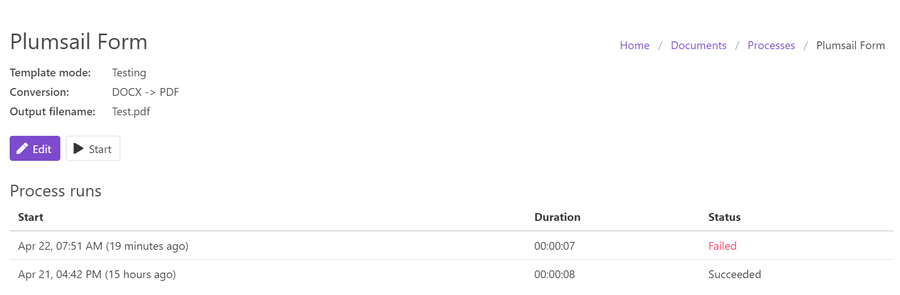 Plumsail Form
Home / Documents / Processes / Plumsail Form
Template mode: Testing
Conversion: DOCX -> PDF
Output filename: Test.pdf
Edit Start
Process runs
Start Duration Status
Apr 22, 07:51 AM (19 minutes ago) 00:00:07 Failed
Apr 21, 04:42 PM (15 hours ago) 00:00:08 Succeeded